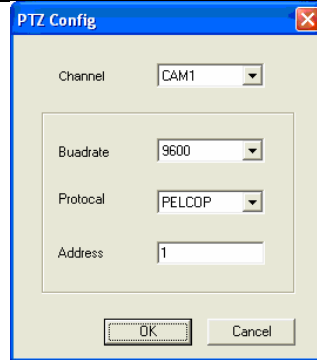 PTZ Config
Channel CAM1
Buadrate 9600
Protocal PELCOP
Address 1
OK Cancel